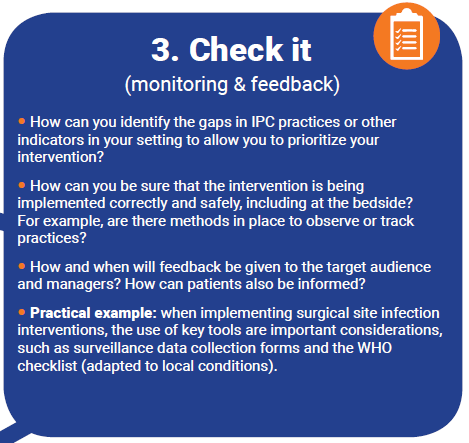 3. Check it
(monitoring & feedback)
• How can you identify the gaps in IPC practices or other
indicators in your setting to allow you to prioritize your
intervention?
• How can you be sure that the intervention is being
implemented correctly and safely, including at the bedside?
For example, are there methods in place to observe or track
practices?
• How and when will feedback be given to the target audience
and managers? How can patients also be informed?
• Practical example: when implementing surgical site infection
interventions, the use of key tools are important considerations,
such as surveillance data collection forms and the WHO
checklist (adapted to local conditions).